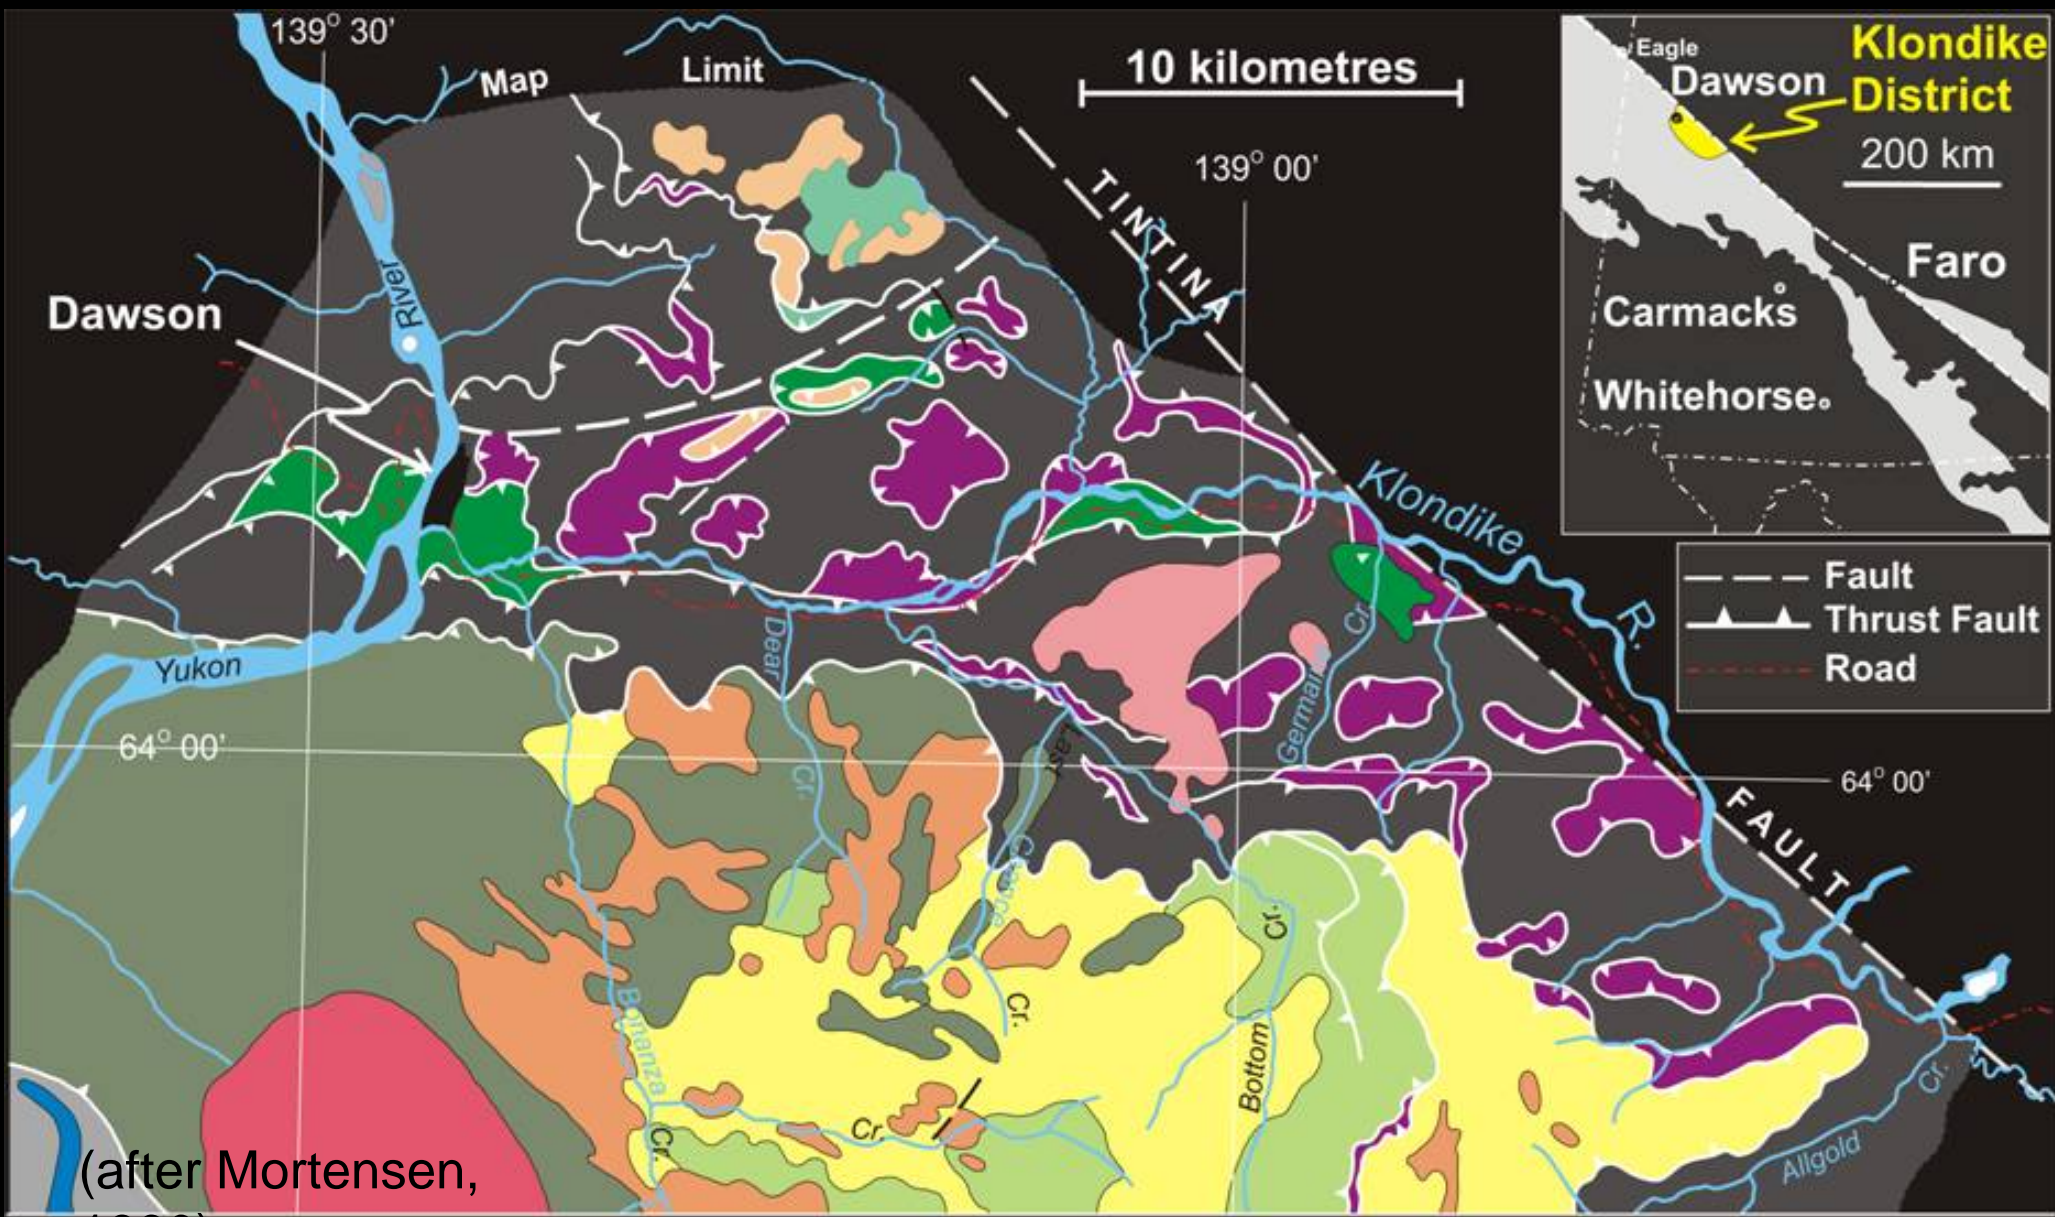 139° 30'
Map
Limit
10 kilometres
139° 00'
TINTINA
Eagle
Dawson
Klondike
District
200 km
Faro
Carmacks
Whitehorse
River
Dawson
Klondike
R.
Fault
Thrust Fault
Road
Yukon
Dear
Cr.
Cr.
German
Last
64° 00'
64° 00'
FAULT
Cr.
Cr.
Cr.
Bonanza
Bottom
Cr.
Cr.
Cr.
Allgold
(after Mortensen,